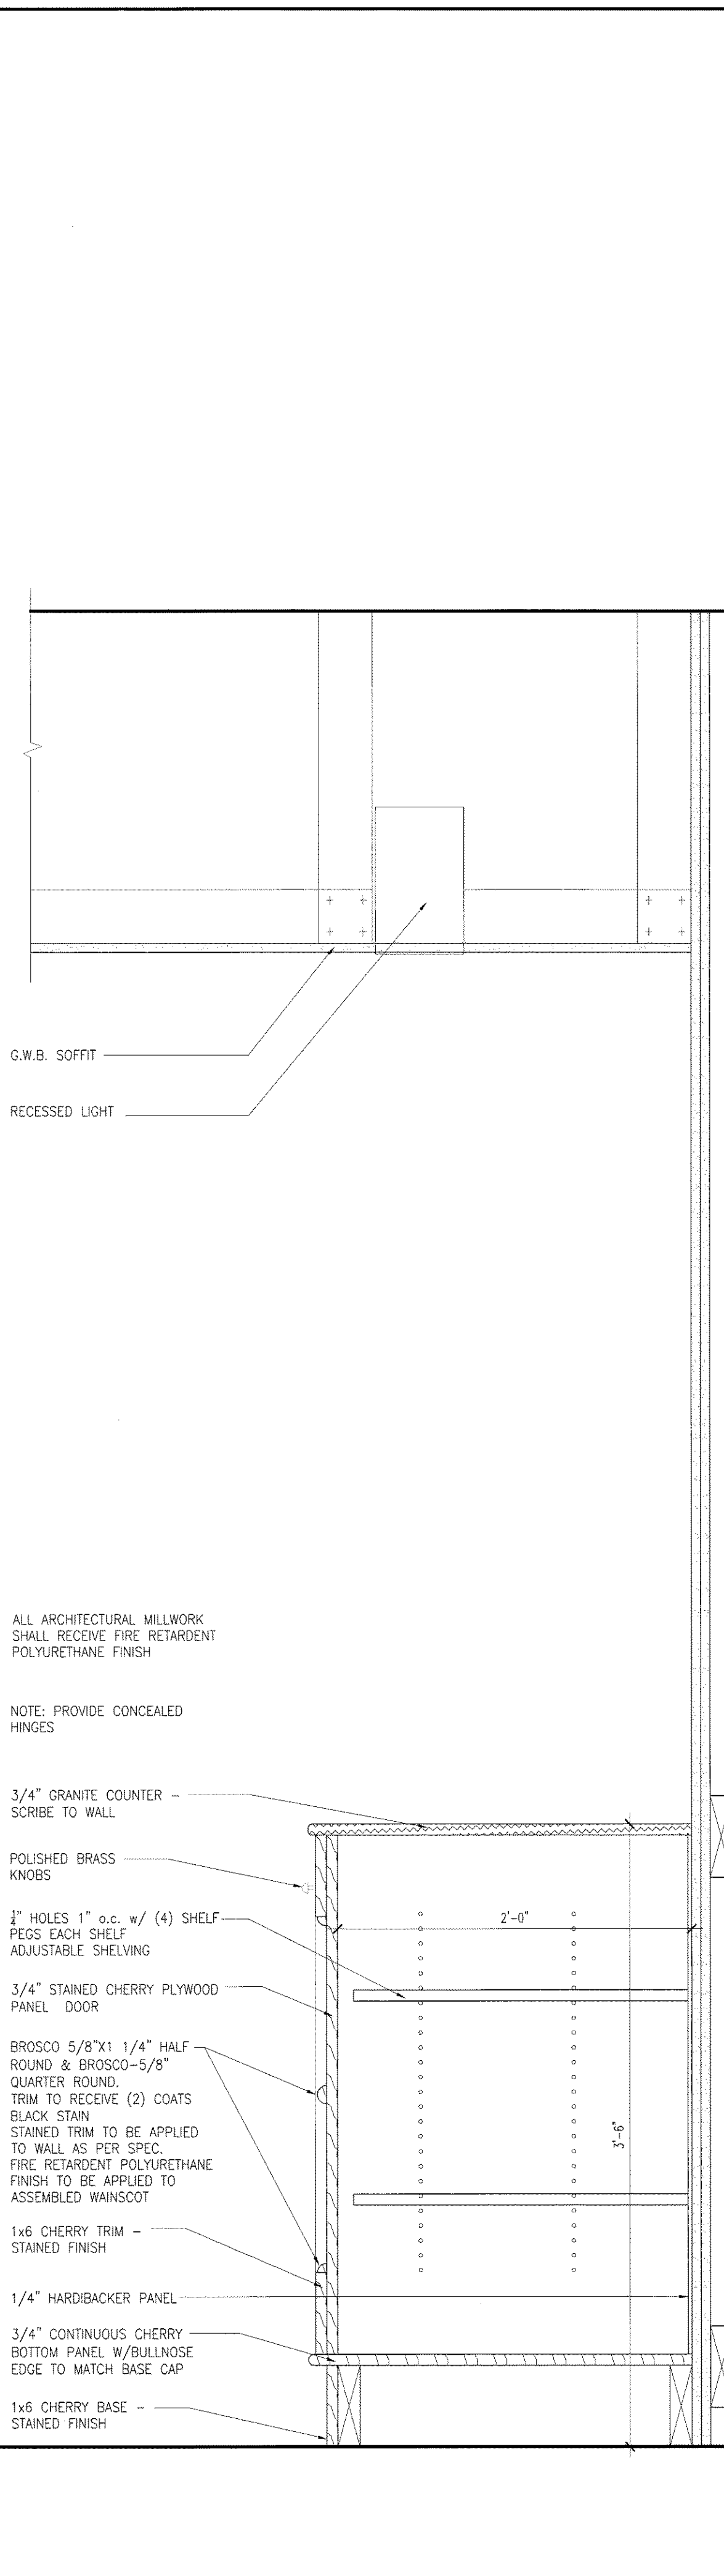 G.W.B. SOFFIT
RECESSED LIGHT
ALL ARCHITECTURAL MILLWORK
SHALL RECEIVE FIRE RETARDENT
POLYURETHANE FINISH
NOTE: PROVIDE CONCEALED
HINGES
3/4" GRANITE COUNTER –
SCRIBE TO WALL
POLISHED BRASS
KNOBS
¼" HOLES 1" o.c. w/ (4) SHELF
PEGS EACH SHELF
ADJUSTABLE SHELVING
2'-0"
3/4" STAINED CHERRY PLYWOOD
PANEL DOOR
BROSCO 5/8"X1 1/4" HALF
ROUND & BROSCO-5/8"
QUARTER ROUND.
TRIM TO RECEIVE (2) COATS
BLACK STAIN
STAINED TRIM TO BE APPLIED
TO WALL AS PER SPEC.
FIRE RETARDENT POLYURETHANE
FINISH TO BE APPLIED TO
ASSEMBLED WAINSCOT
3'-6"
1x6 CHERRY TRIM –
STAINED FINISH
1/4" HARDIBACKER PANEL
3/4" CONTINUOUS CHERRY
BOTTOM PANEL W/BULLNOSE
EDGE TO MATCH BASE CAP
1x6 CHERRY BASE –
STAINED FINISH